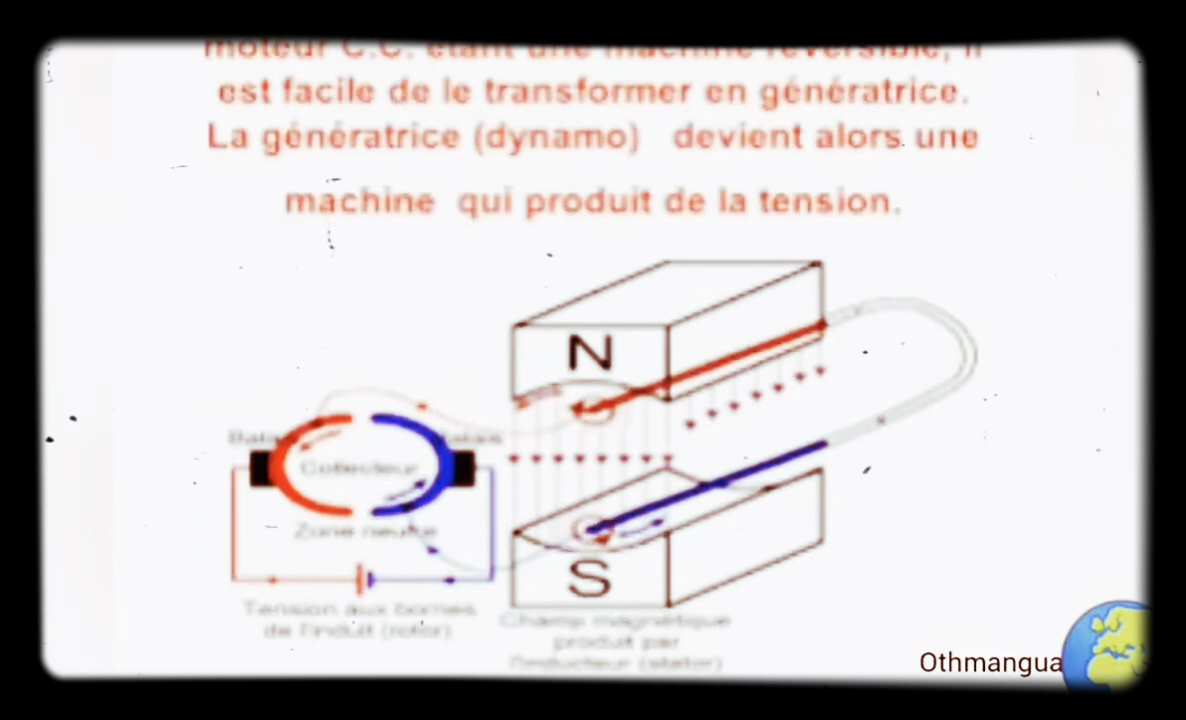 moteur C.C. étant une machine réversible, il
est facile de le transformer en génératrice.
La génératrice (dynamo) devient alors une
machine qui produit de la tension.
N
Balais
Balais
Collecteur
Zone neutre
S
Tension aux bornes
de l'induit (rotor)
Champ magnétique
produit par
l'inducteur (stator)
Othmangua